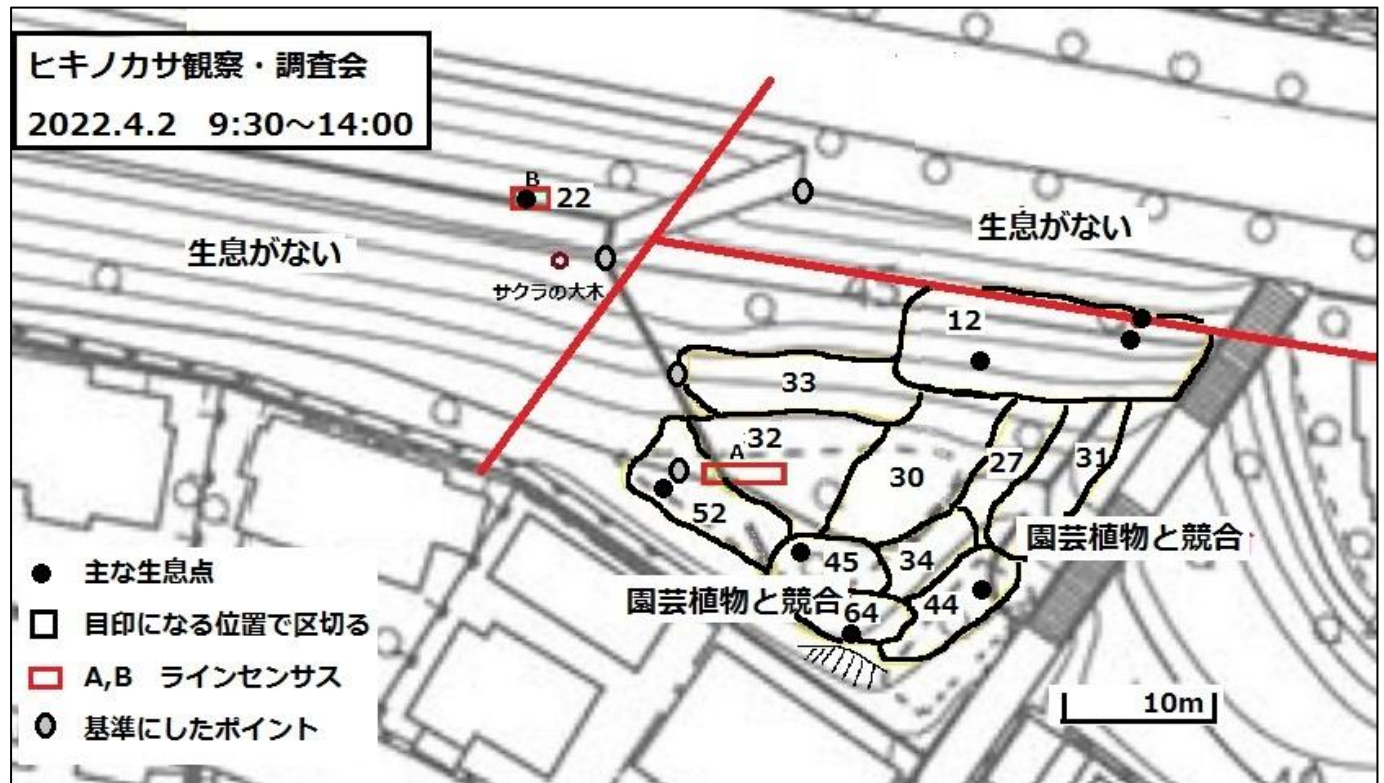 ヒキノカサ観察・調査会
2022.4.2 9:30～14:00
B
22
生息がない
生息がない
サクラの大木
45
12
33
32
A
30
27
31
52
園芸植物と競合
45
34
園芸植物と競合
64
44
● 主な生息点
目印になる位置で区切る
A,B ラインセンサス
基準にしたポイント
10m